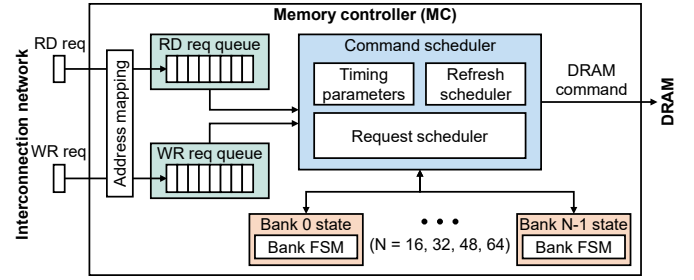 Memory controller (MC)
Interconnection network
RD req
WR req
Address mapping
RD req queue
WR req queue
Command scheduler
Timing
parameters
Refresh
scheduler
Request scheduler
DRAM
command
DRAM
Bank 0 state
Bank FSM
• • •
(N = 16, 32, 48, 64)
Bank N-1 state
Bank FSM